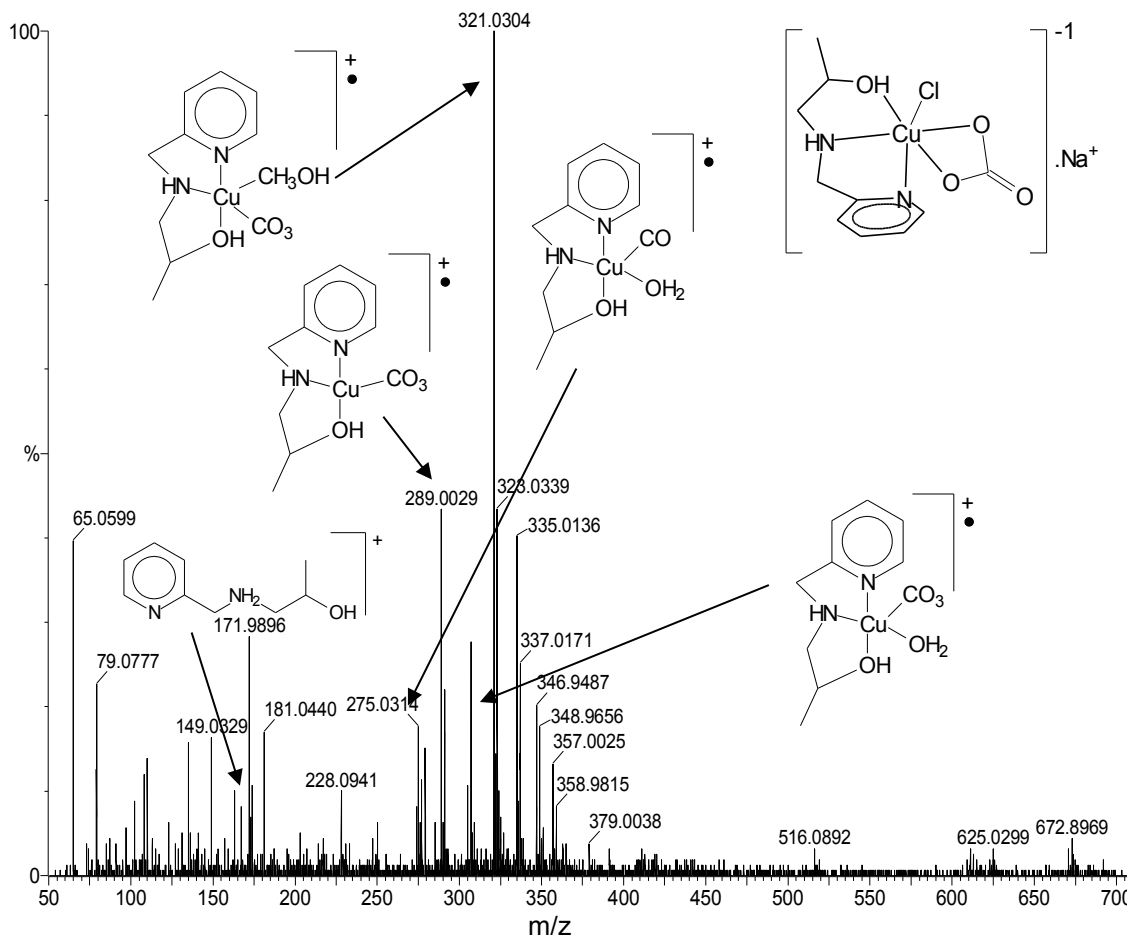 321.0304
100
-1
+
•
OH
Cl
Cu
O
O
O
HN
N
.Na+
+
•
N
CH3OH
HN
Cu
CO3
OH
+
•
N
CO
HN
Cu
OH2
OH
+
•
N
HN
Cu
CO3
OH
%
289.0029
323.0339
335.0136
65.0599
+
NH2
N
OH
171.9896
+
•
N
CO3
HN
Cu
OH2
OH
79.0777
337.0171
149.0329
181.0440
275.0314
346.9487
348.9656
357.0025
228.0941
358.9815
379.0038
516.0892
625.0299
672.8969
0
50 100 150 200 250 300 350 400 450 500 550 600 650 700
m/z